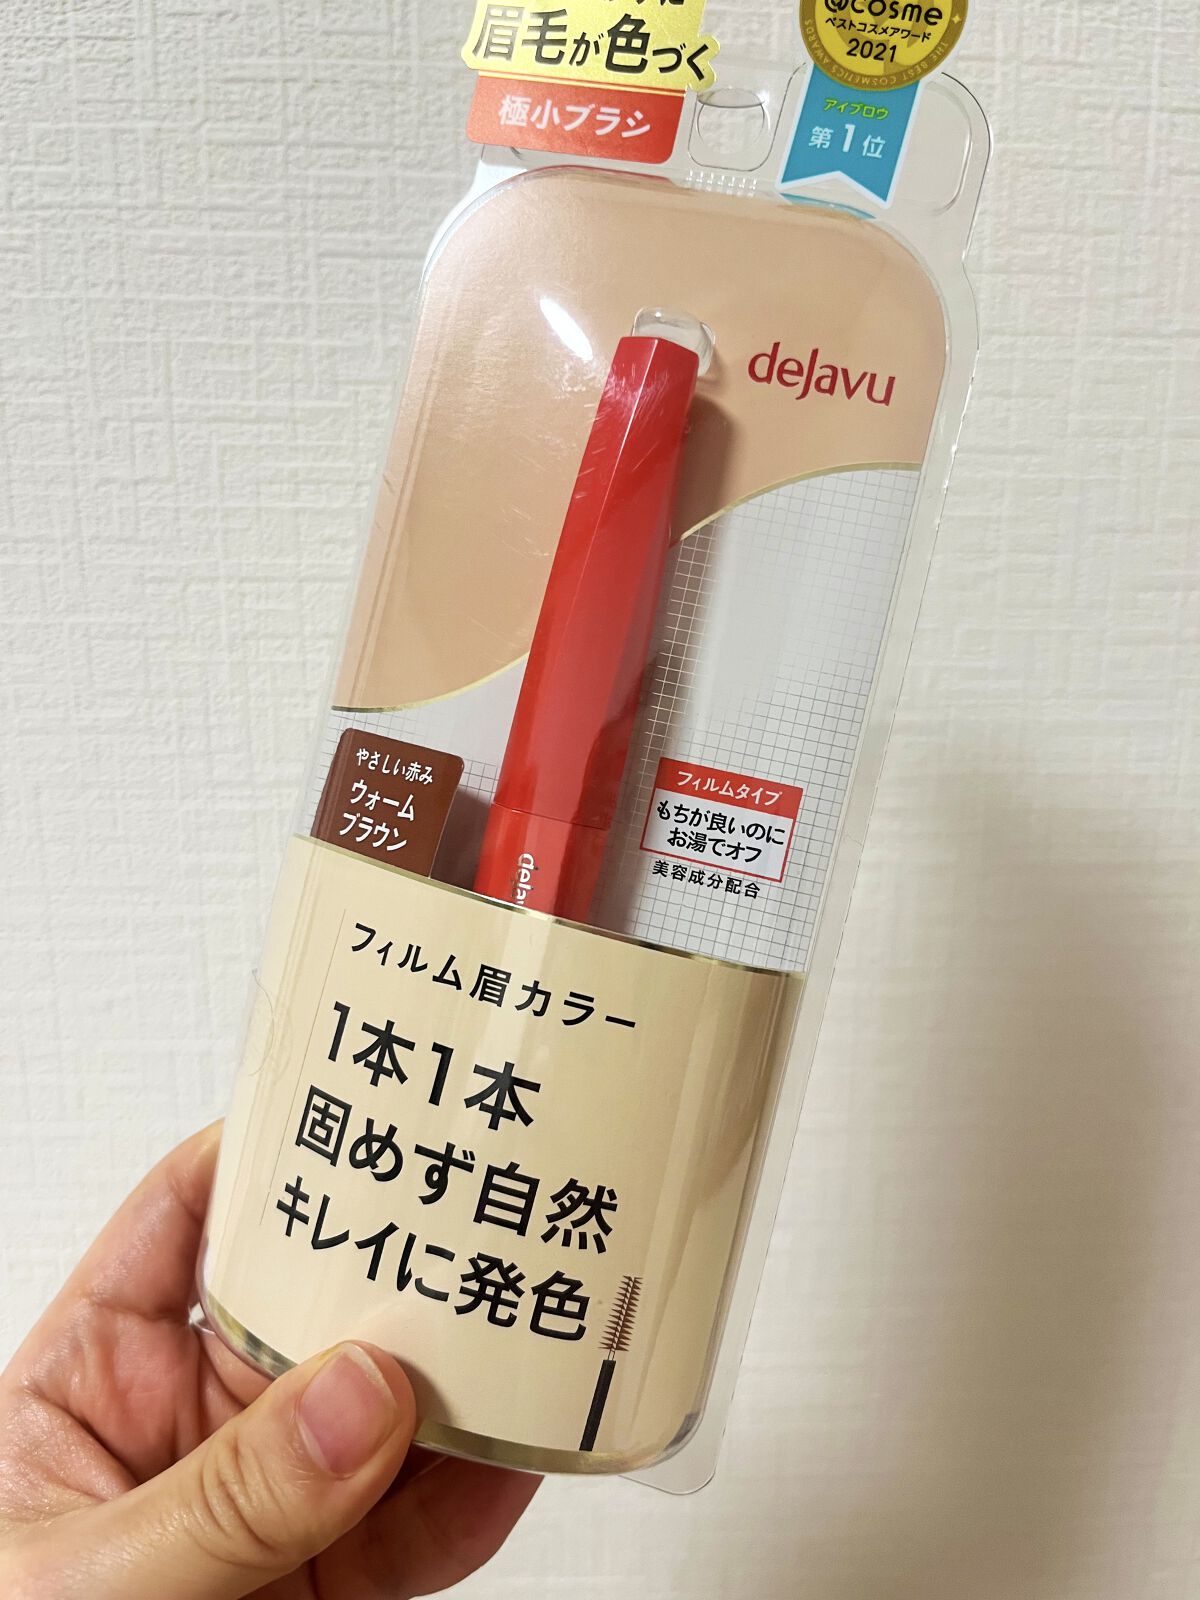 眉毛が色づく
極小ブラシ
@cosme
ベストコスメアワード
2021
THE BEST COSMETICS AWARDS
アイブロウ
第1位
dejavu
やさしい赤み
ウォーム
ブラウン
フィルムタイプ
もちが良いのに
お湯でオフ
美容成分配合
フィルム眉カラー
1本1本
固めず自然
キレイに発色